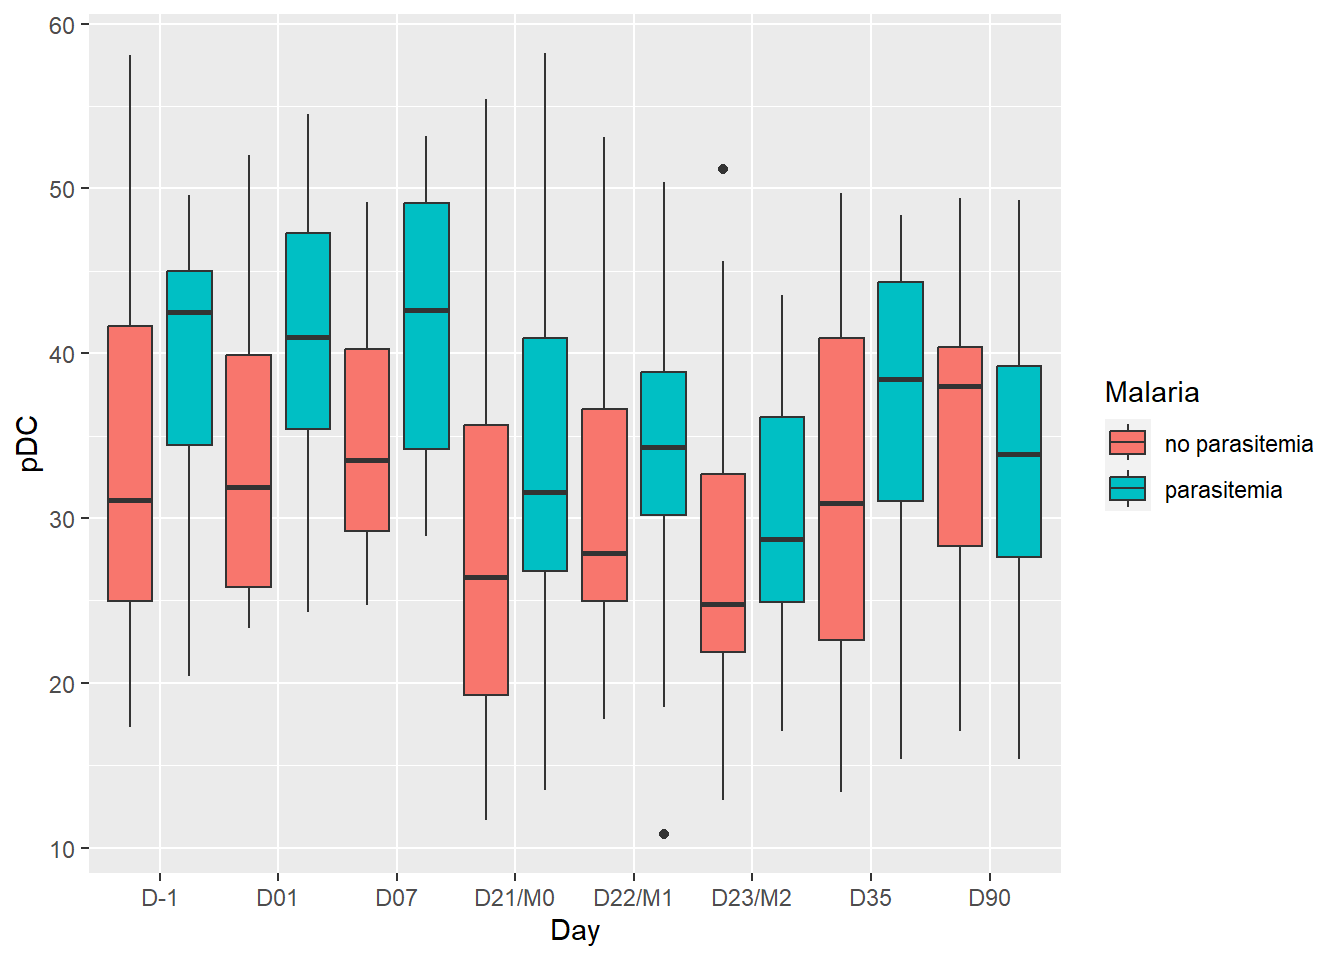 60
50
40
30
20
10
pDC
D-1 D01 D07 D21/M0 D22/M1 D23/M2 D35 D90
Day
Malaria
no parasitemia
parasitemia